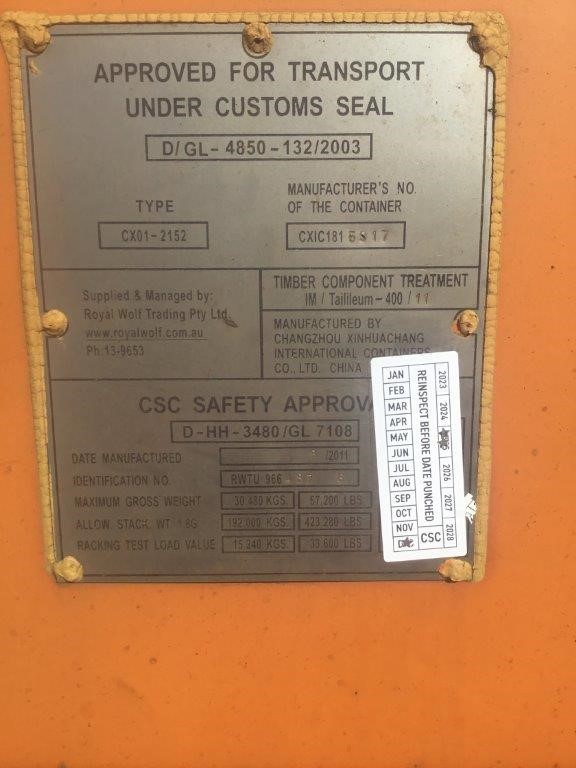 APPROVED FOR TRANSPORT
UNDER CUSTOMS SEAL
D/GL-4850-132/2003
TYPE
CX01-2152
MANUFACTURER'S NO.
OF THE CONTAINER
CXIC181
Supplied & Managed by:
Royal Wolf Trading Pty Ltd.
www.royalwolf.com.au
Ph:13-9653
TIMBER COMPONENT TREATMENT
IM / Tailileum-400 / 11
MANUFACTURED BY
CHANGZHOU XINHUACHANG
INTERNATIONAL CONTAINERS
CO., LTD. CHINA
CSC SAFETY APPROVA
D-HH-3480/GL 7108
DATE MANUFACTURED /2011
IDENTIFICATION NO. RWTU 966
MAXIMUM GROSS WEIGHT 30.480 KGS. 67.200 LBS
ALLOW. STACK. WT 1.8G 192.000 KGS. 423.280 LBS
RACKING TEST LOAD VALUE 15.240 KGS. 33.600 LBS
JAN
FEB
MAR
APR
MAY
JUN
JUL
AUG
SEP
OCT
NOV
REINSPECT BEFORE DATE PUNCHED
CSC
2023 2024 2026 2027 2028